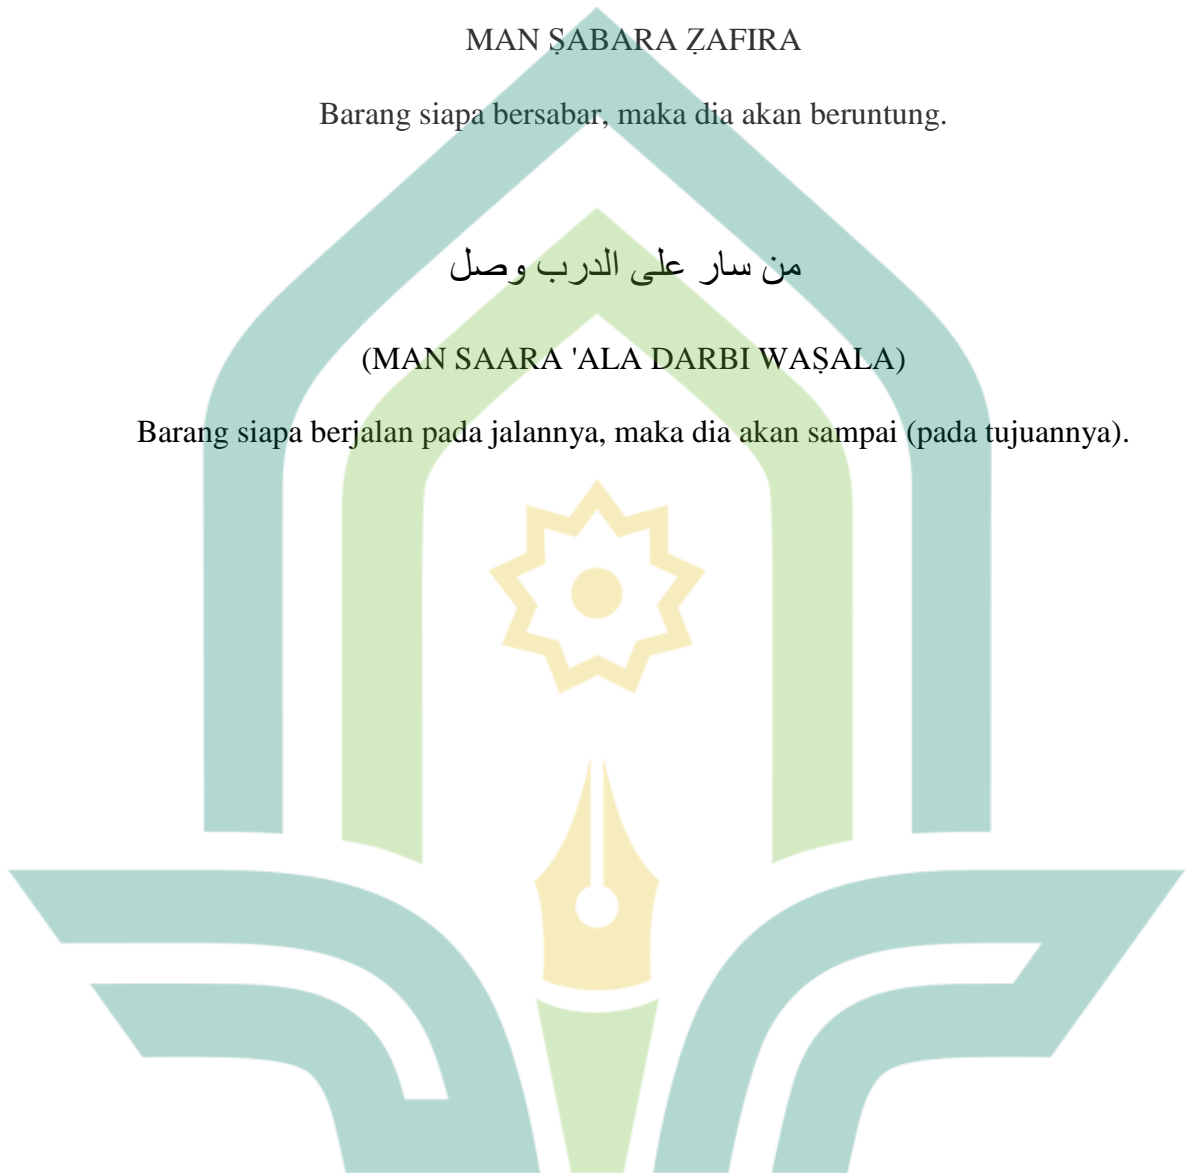 MAN ṢABARA ẒAFIRA
Barang siapa bersabar, maka dia akan beruntung.
من سار على الدرب وصل
(MAN SAARA 'ALA DARBI WAṢALA)
Barang siapa berjalan pada jalannya, maka dia akan sampai (pada tujuannya).